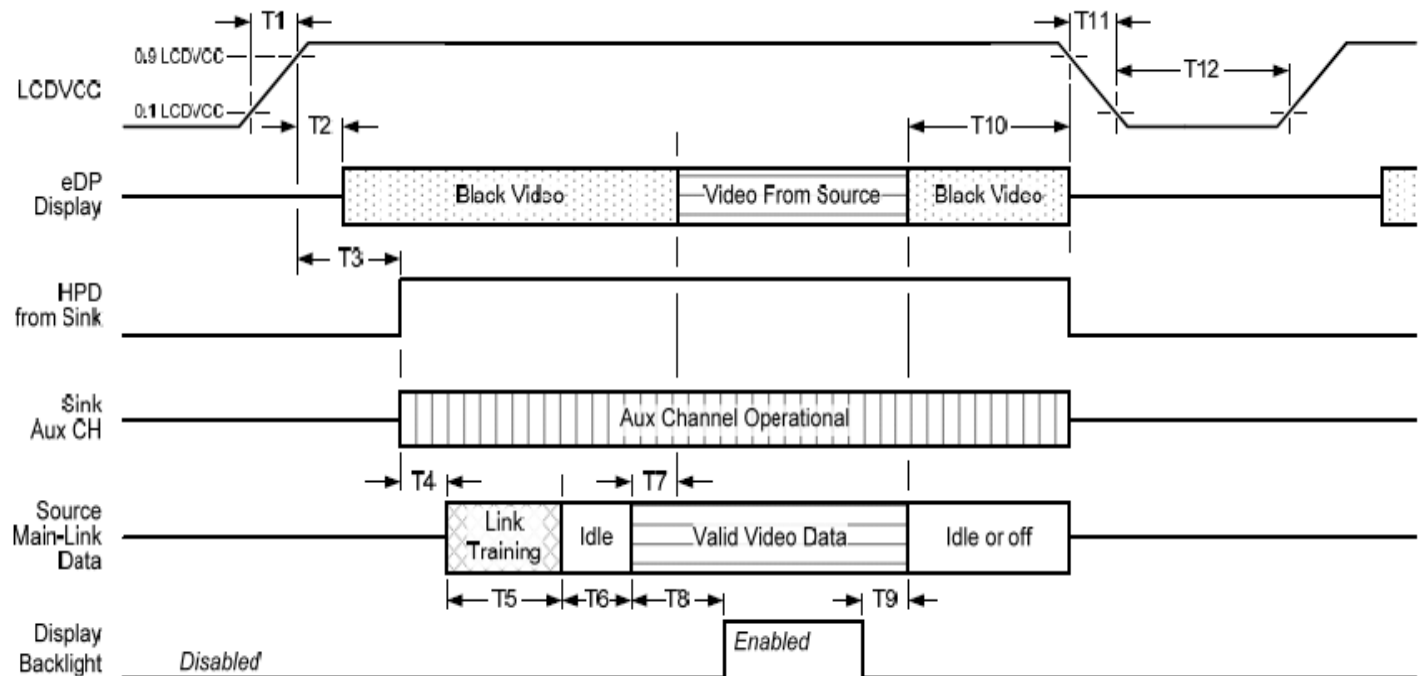 T1
T11
0.9 LCDVCC
T12
LCDVCC
0.1 LCDVCC
T2
T10
eDP
Display
Black Video
Video From Source
Black Video
T3
HPD
from Sink
Sink
Aux CH
Aux Channel Operational
T4
T7
Source
Main-Link
Data
Link
Training
Idle
Valid Video Data
Idle or off
T5
T6
T8
T9
Display
Backlight
Disabled
Enabled